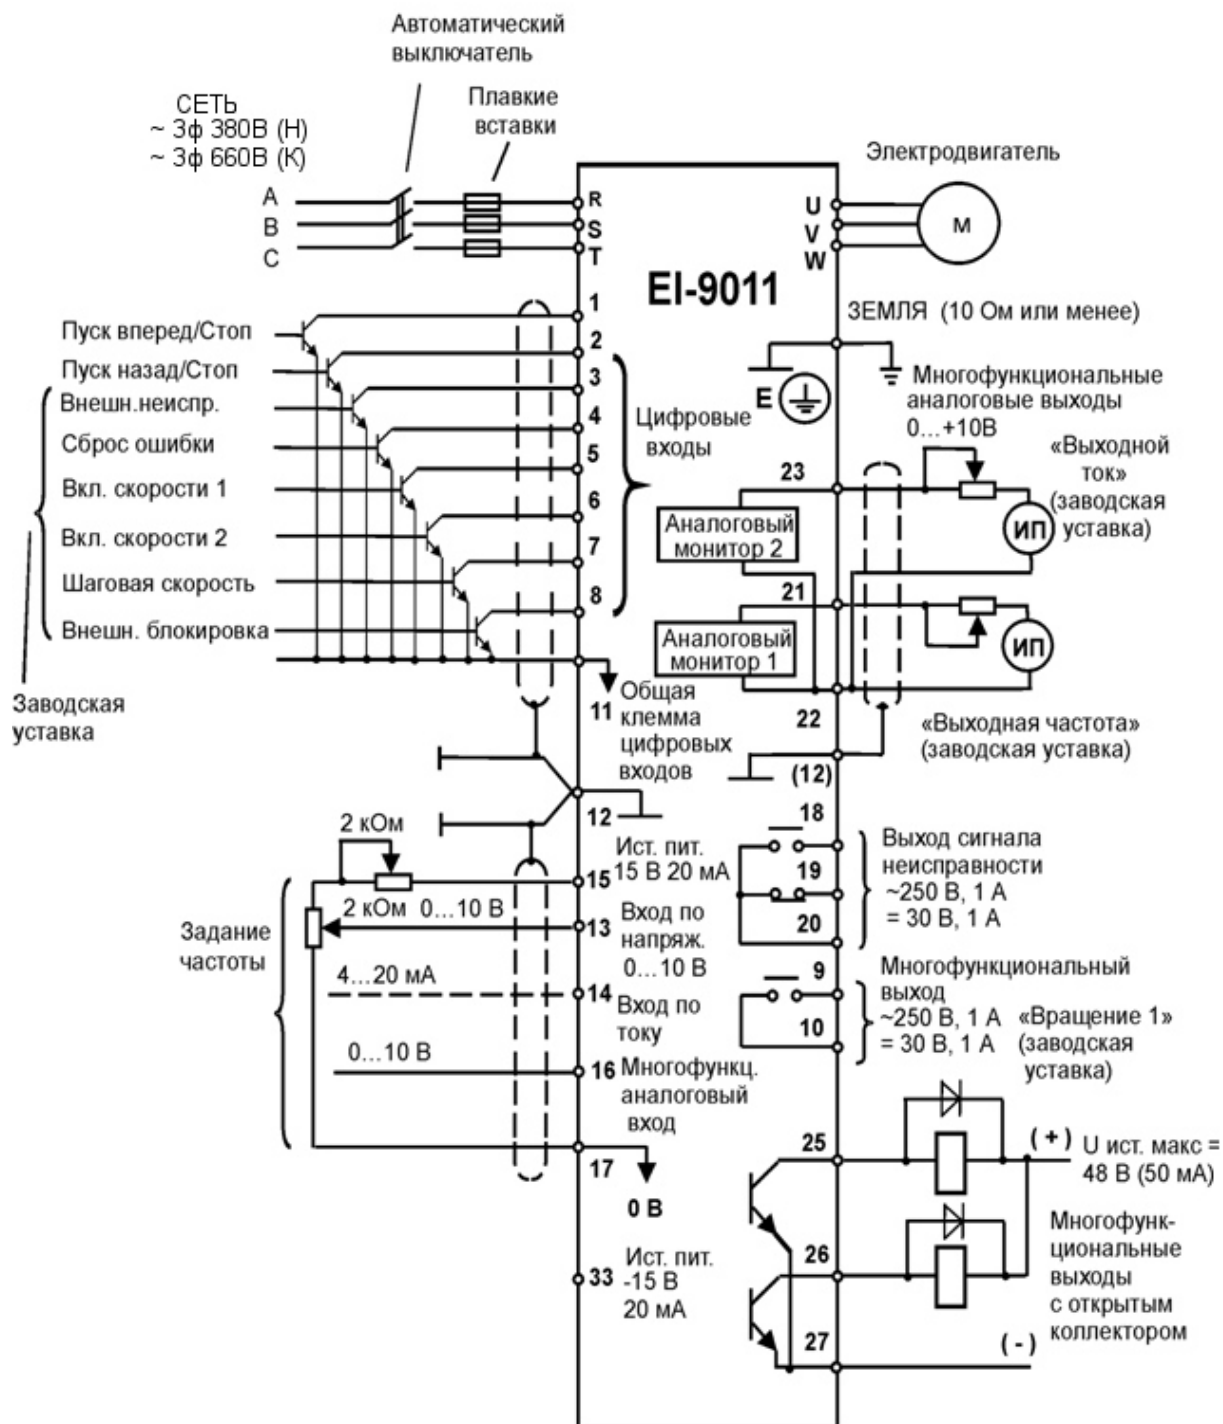 Автоматический
выключатель
СЕТЬ
~ 3ф 380В (Н)
~ 3ф 660В (К)
Плавкие
вставки
Электродвигатель
A
B
C
R
S
T
U
V
W
М
EI-9011
ЗЕМЛЯ (10 Ом или менее)
E
Пуск вперед/Стоп
Пуск назад/Стоп
Внешн.неиспр.
Сброс ошибки
Вкл. скорости 1
Вкл. скорости 2
Шаговая скорость
Внешн. блокировка
Заводская
уставка
1
2
3
4
5
6
7
8
Цифровые
входы
11
Общая
клемма
цифровых
входов
12
Многофункциональные
аналоговые выходы
0...+10В
«Выходной
ток»
(заводская
уставка)
23
Аналоговый
монитор 2
ИП
21
Аналоговый
монитор 1
ИП
22
«Выходная частота»
(заводская уставка)
(12)
2 кОм
2 кОм 0...10 В
Задание
частоты
4...20 мА
0...10 В
Ист. пит.
15 15 В 20 мА
13 Вход по
напряж.
0...10 В
14 Вход по
току
16 Многофункц.
аналоговый
вход
17
0 В
33 Ист. пит.
-15 В
20 мА
18
19
20
Выход сигнала
неисправности
~250 В, 1 А
= 30 В, 1 А
9
10
Многофункциональный
выход
~250 В, 1 А
= 30 В, 1 А
«Вращение 1»
(заводская
уставка)
25
(+)
U ист. макс =
48 В (50 мА)
26
Многофунк-
циональные
выходы
с открытым
коллектором
27
(-)